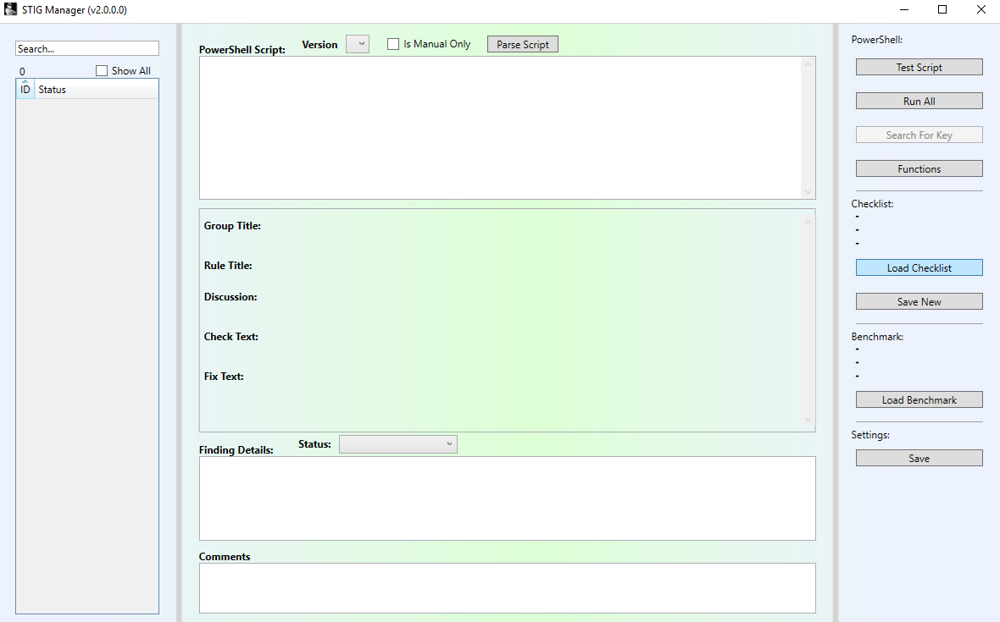 STIG Manager (v2.0.0.0)
Search...
0
Show All
ID Status
PowerShell Script: Version
Is Manual Only
Parse Script
Group Title:
Rule Title:
Discussion:
Check Text:
Fix Text:
Finding Details: Status:
Comments
PowerShell:
Test Script
Run All
Search For Key
Functions
Checklist:
-
-
-
Load Checklist
Save New
Benchmark:
-
-
-
Load Benchmark
Settings:
Save